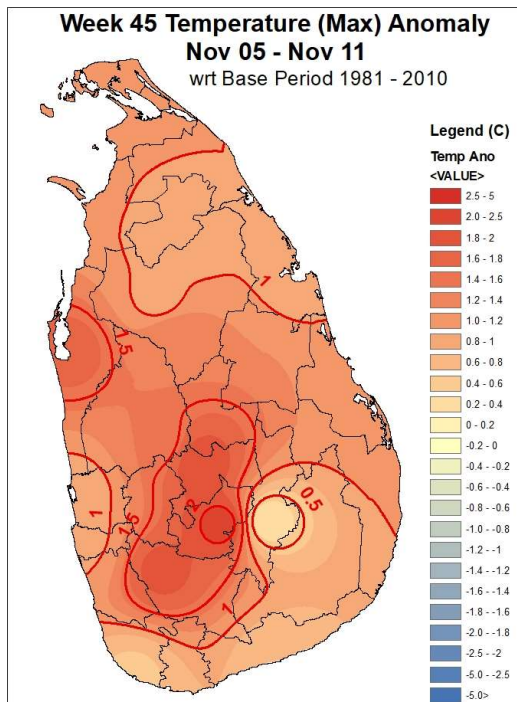 Week 45 Temperature (Max) Anomaly
Nov 05 - Nov 11
wrt Base Period 1981 - 2010
Legend (C)
Temp Ano
<VALUE>
2.5 - 5
2.0 - 2.5
1.8 - 2
1.6 - 1.8
1.4 - 1.6
1.2 - 1.4
1.0 - 1.2
0.8 - 1
0.6 - 0.8
0.4 - 0.6
0.2 - 0.4
0 - 0.2
-0.2 - 0
-0.4 - -0.2
-0.6 - -0.4
-0.8 - -0.6
-1.0 - -0.8
-1.2 - -1
-1.4 - -1.2
-1.6 - -1.4
-1.8 - -1.6
-2.0 - -1.8
-2.5 - -2
-5.0 - -2.5
-5.0>
1
1.5
0.5
2
1
1.5
1